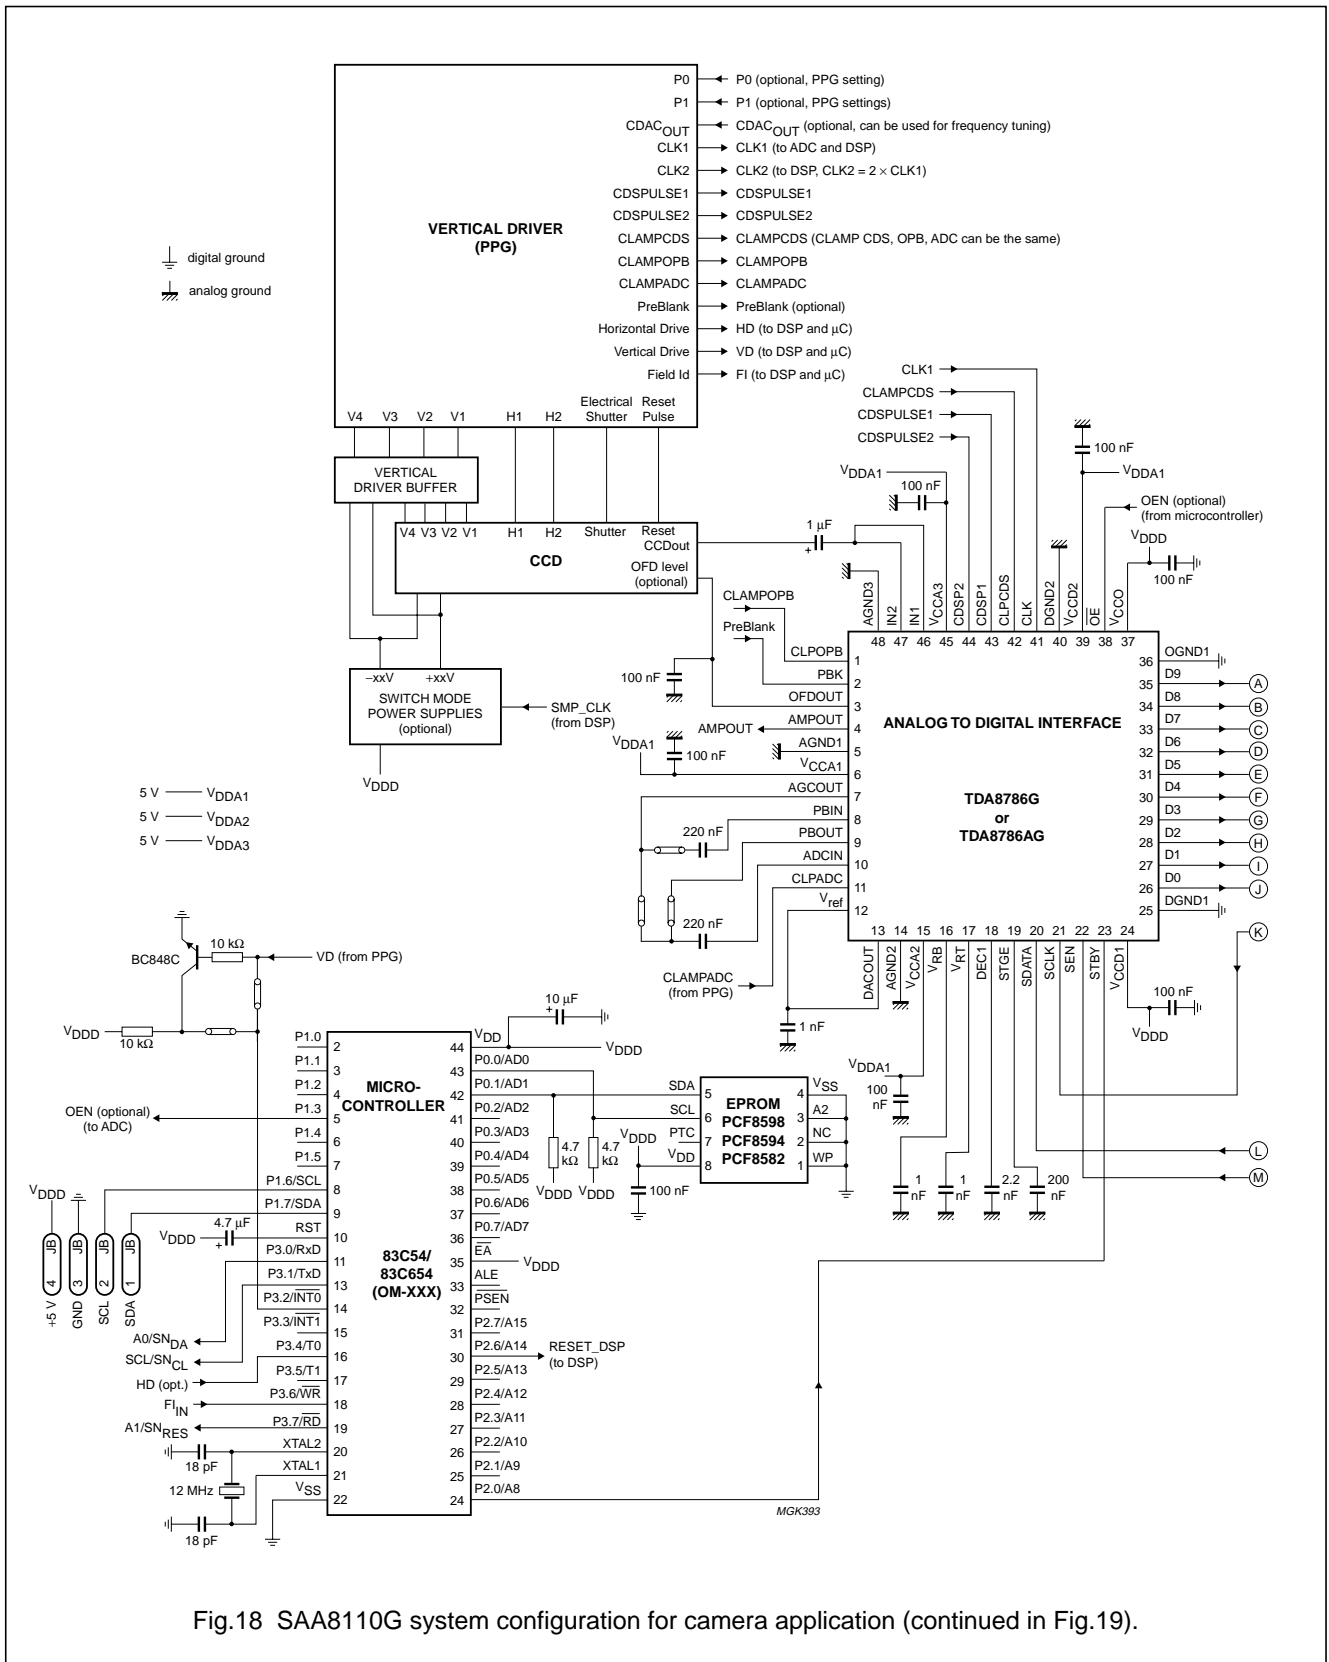 P0
P0 (optional, PPG setting)
P1
P1 (optional, PPG settings)
CDACOUT
CDACOUT (optional, can be used for frequency tuning)
CLK1
CLK1 (to ADC and DSP)
CLK2
CLK2 (to DSP, CLK2 = 2 × CLK1)
CDSPULSE1
CDSPULSE1
CDSPULSE2
CDSPULSE2
CLAMPCDS
CLAMPCDS (CLAMP CDS, OPB, ADC can be the same)
CLAMPOPB
CLAMPOPB
CLAMPADC
CLAMPADC
PreBlank
PreBlank (optional)
Horizontal Drive
HD (to DSP and μC)
Vertical Drive
VD (to DSP and μC)
Field Id
FI (to DSP and μC)
VERTICAL DRIVER
(PPG)
digital ground
analog ground
V4
V3
V2
V1
H1
H2
Electrical
Shutter
Reset
Pulse
VERTICAL
DRIVER BUFFER
V4
V3
V2
V1
H1
H2
Shutter
Reset
CCDout
CCD
OFD level
(optional)
−xxV
+xxV
SWITCH MODE
POWER SUPPLIES
(optional)
SMP_CLK
(from DSP)
VDDD
5 V
VDDA1
5 V
VDDA2
5 V
VDDA3
CLK1
CLAMPCDS
CDSPULSE1
CDSPULSE2
VDDA1
100 nF
100 nF
VDDA1
OEN (optional)
(from microcontroller)
VDDD
100 nF
1 μF
+
CLAMPOPB
PreBlank
100 nF
AMPOUT
VDDA1
100 nF
220 nF
220 nF
CLAMPADC
(from PPG)
AGND3
IN2
IN1
VCCA3
CDSP2
CDSP1
CLPCDS
CLK
DGND2
VCCD2
OE
VCCO
48
47
46
45
44
43
42
41
40
39
38
37
CLPOPB
1
PBK
2
OFDOUT
3
AMPOUT
4
AGND1
5
VCCA1
6
AGCOUT
7
PBIN
8
PBOUT
9
ADCIN
10
CLPADC
11
Vref
12
ANALOG TO DIGITAL INTERFACE
TDA8786G
or
TDA8786AG
36
OGND1
35
D9
A
34
D8
B
33
D7
C
32
D6
D
31
D5
E
30
D4
F
29
D3
G
28
D2
H
27
D1
I
26
D0
J
25
DGND1
K
13
14
15
16
17
18
19
20
21
22
23
24
DACOUT
AGND2
VCCA2
VRB
VRT
DEC1
STGE
SDATA
SCLK
SEN
STBY
VCCD1
100 nF
VDDD
1 nF
VDDA1
100
nF
1
nF
1
nF
2.2
nF
200
nF
L
M
BC848C
10 kΩ
VD (from PPG)
VDDD
10 kΩ
10 μF
+
VDDD
MICRO-
CONTROLLER
83C54/
83C654
(OM-XXX)
P1.0
2
P1.1
3
P1.2
4
P1.3
5
P1.4
6
P1.5
7
P1.6/SCL
8
P1.7/SDA
9
RST
10
P3.0/RxD
11
P3.1/TxD
13
P3.2/INT0
14
P3.3/INT1
15
P3.4/T0
16
P3.5/T1
17
P3.6/WR
18
P3.7/RD
19
XTAL2
20
XTAL1
21
VSS
22
44
VDD
43
P0.0/AD0
42
P0.1/AD1
41
P0.2/AD2
40
P0.3/AD3
39
P0.4/AD4
38
P0.5/AD5
37
P0.6/AD6
36
P0.7/AD7
35
EA
VDDD
33
ALE
32
PSEN
31
P2.7/A15
30
P2.6/A14
29
P2.5/A13
28
P2.4/A12
27
P2.3/A11
26
P2.2/A10
25
P2.1/A9
24
P2.0/A8
OEN (optional)
(to ADC)
VDDD
4.7 μF
VDDD
+
4 JB
3 JB
2 JB
1 JB
+5 V
GND
SCL
SDA
A0/SNDA
SCL/SNCL
HD (opt.)
FIIN
A1/SNRES
18 pF
12 MHz
18 pF
RESET_DSP
(to DSP)
4.7
kΩ
4.7
kΩ
VDDD
VDDD
VDDD
100 nF
SDA
5
SCL
6
PTC
7
VDD
8
EPROM
PCF8598
PCF8594
PCF8582
4
VSS
3
A2
2
NC
1
WP
MGK393
Fig.18 SAA8110G system configuration for camera application (continued in Fig.19).